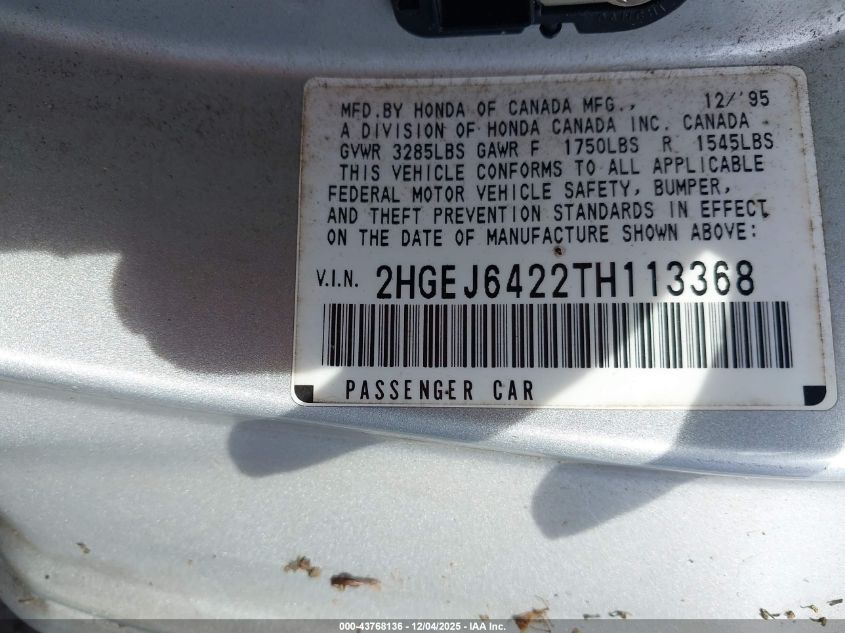 MFD.BY HONDA OF CANADA MFG., 12/'95
A DIVISION OF HONDA CANADA INC. CANADA
GVWR 3285LBS GAWR F 1750LBS R 1545LBS
THIS VEHICLE CONFORMS TO ALL APPLICABLE
FEDERAL MOTOR VEHICLE SAFETY, BUMPER,
AND THEFT PREVENTION STANDARDS IN EFFECT
ON THE DATE OF MANUFACTURE SHOWN ABOVE:
V.I.N. 2HGEJ6422TH113368
PASSENGER CAR
000-43768136 - 12/04/2025 - IAA Inc.